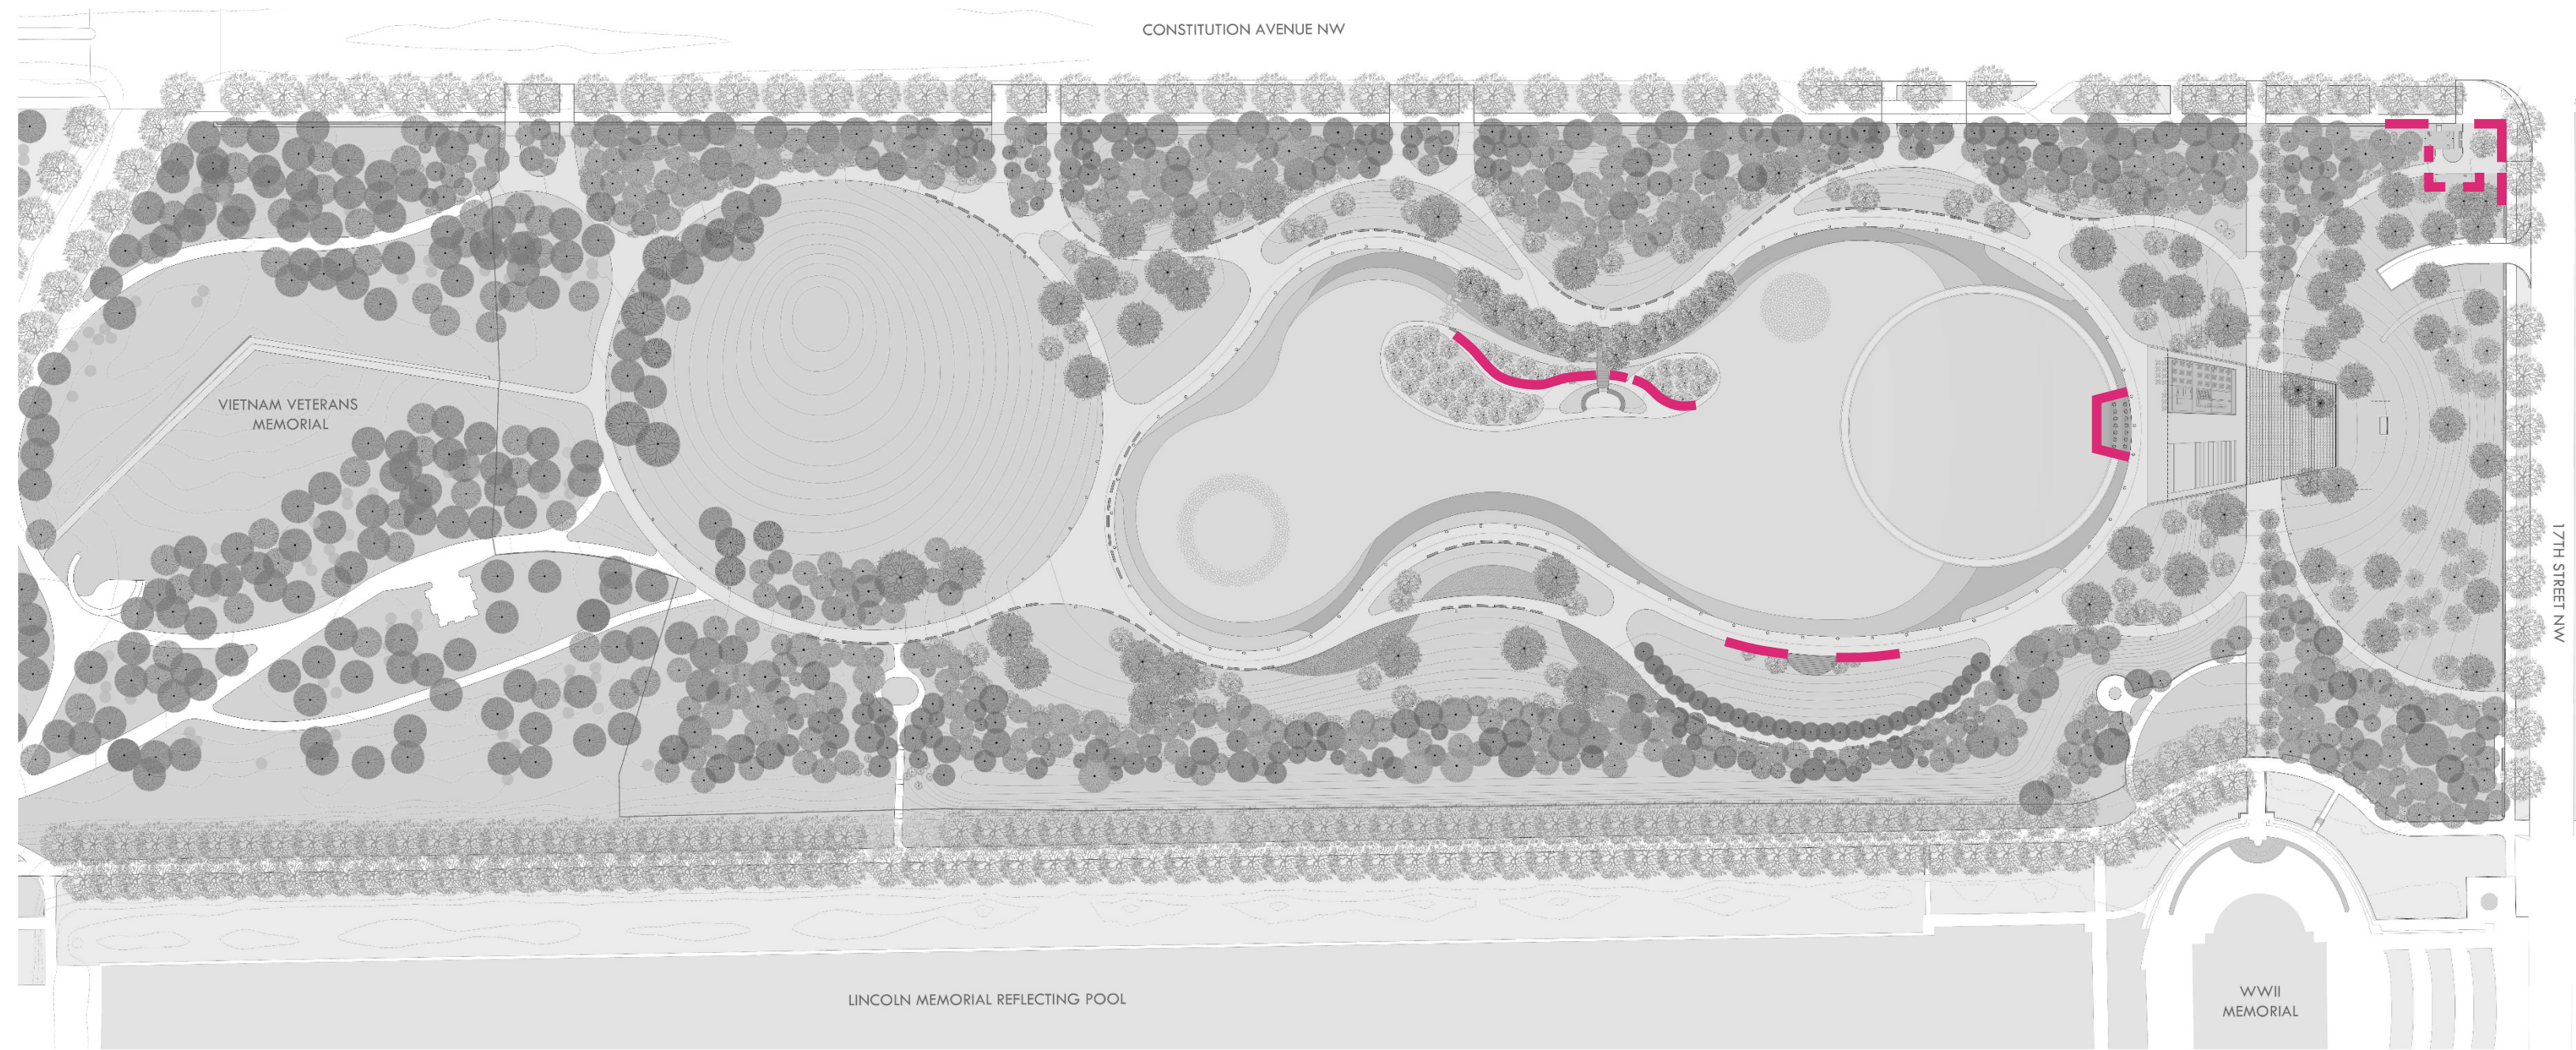 CONSTITUTION AVENUE NW
VIETNAM VETERANS
MEMORIAL
17TH STREET NW
LINCOLN MEMORIAL REFLECTING POOL
WWII
MEMORIAL